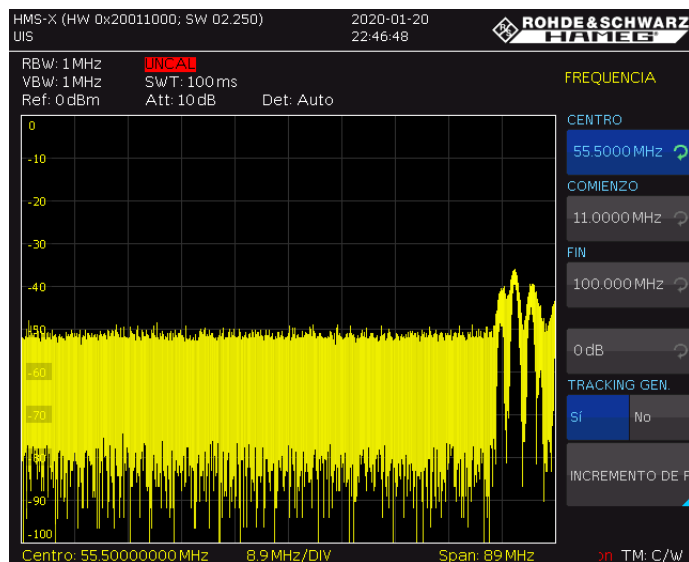 HMS-X (HW 0x20011000; SW 02.250)
2020-01-20
UIS
22:46:48
ROHDE&SCHWARZ
HAMEG
RBW: 1 MHz
UNCAL
VBW: 1 MHz
SWT: 100 ms
Ref: 0 dBm
Att: 10 dB
Det: Auto
FREQUENCIA
CENTRO
55.5000 MHz
COMIENZO
11.0000 MHz
FIN
100.000 MHz
0 dB
TRACKING GEN.
Sí
No
INCREMENTO DE F
0
-10
-20
-30
-40
-50
-60
-70
-80
-90
-100
Centro: 55.50000000 MHz
8.9 MHz/DIV
Span: 89 MHz
on TM: C/W